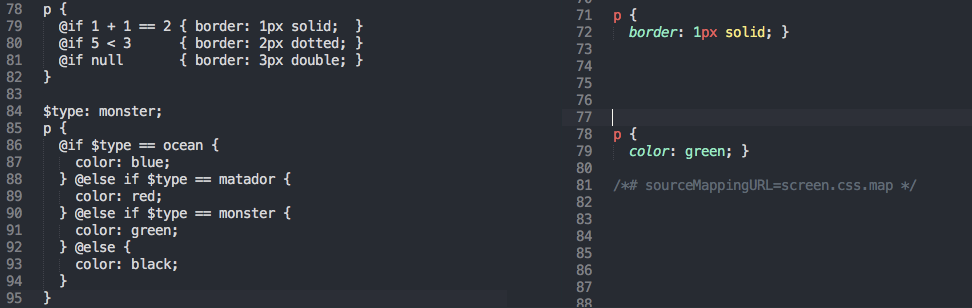 78 p {
79   @if 1 + 1 == 2 { border: 1px solid;  }
80   @if 5 < 3      { border: 2px dotted; }
81   @if null       { border: 3px double; }
82 }
83
84 $type: monster;
85 p {
86   @if $type == ocean {
87     color: blue;
88   } @else if $type == matador {
89     color: red;
90   } @else if $type == monster {
91     color: green;
92   } @else {
93     color: black;
94   }
95 }
71 p {
72   border: 1px solid; }
73
74
75
76
77
78 p {
79   color: green; }
80
81 /*# sourceMappingURL=screen.css.map */
82
83
84
85
86
87
88